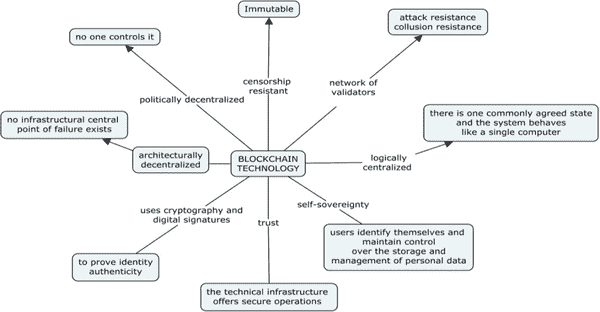 Immutable
attack resistance
collusion resistance
no one controls it
censorship
resistant
network of
validators
politically decentralized
no infrastructural central
point of failure exists
there is one commonly agreed state
and the system behaves
like a single computer
architecturally
decentralized
BLOCKCHAIN
TECHNOLOGY
logically
centralized
self-sovereignty
uses cryptography and
digital signatures
trust
users identify themselves and
maintain control
over the storage and
management of personal data
to prove identity
authenticity
the technical infrastructure
offers secure operations